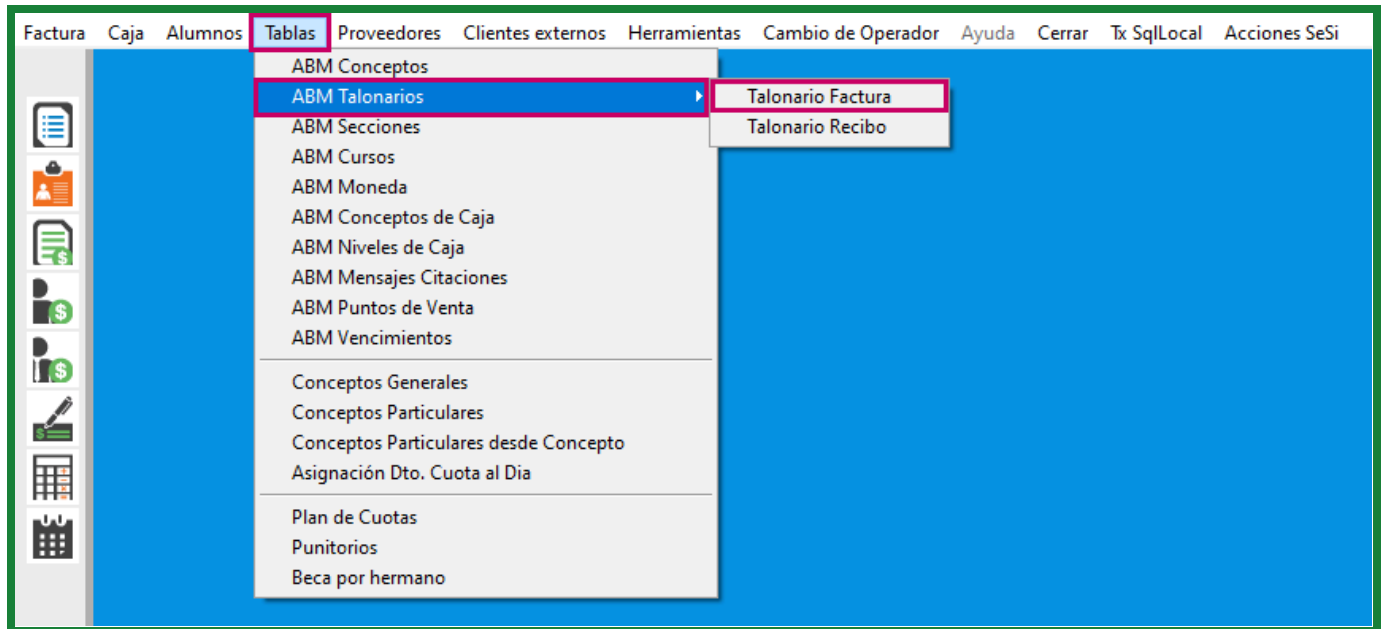 Factura Caja Alumnos Tablas Proveedores Clientes externos Herramientas Cambio de Operador Ayuda Cerrar Tx SqlLocal Acciones SeSi
ABM Conceptos
ABM Talonarios
Talonario Factura
Talonario Recibo
ABM Secciones
ABM Cursos
ABM Moneda
ABM Conceptos de Caja
ABM Niveles de Caja
ABM Mensajes Citaciones
ABM Puntos de Venta
ABM Vencimientos
Conceptos Generales
Conceptos Particulares
Conceptos Particulares desde Concepto
Asignación Dto. Cuota al Dia
Plan de Cuotas
Punitorios
Beca por hermano